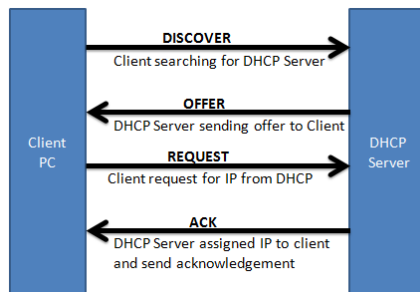 DISCOVER
Client searching for DHCP Server
OFFER
DHCP Server sending offer to Client
Client
PC
DHCP
Server
REQUEST
Client request for IP from DHCP
ACK
DHCP Server assigned IP to client
and send acknowledgement